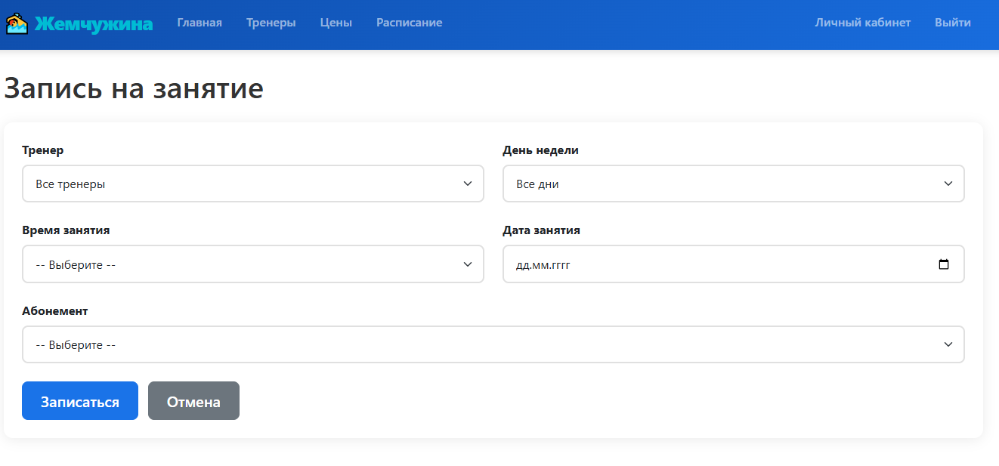 Жемчужина Главная Тренеры Цены Расписание Личный кабинет Выйти
Запись на занятие
Тренер День недели
Все тренеры Все дни
Время занятия Дата занятия
-- Выберите -- дд.мм.гггг
Абонемент
-- Выберите --
Записаться Отмена